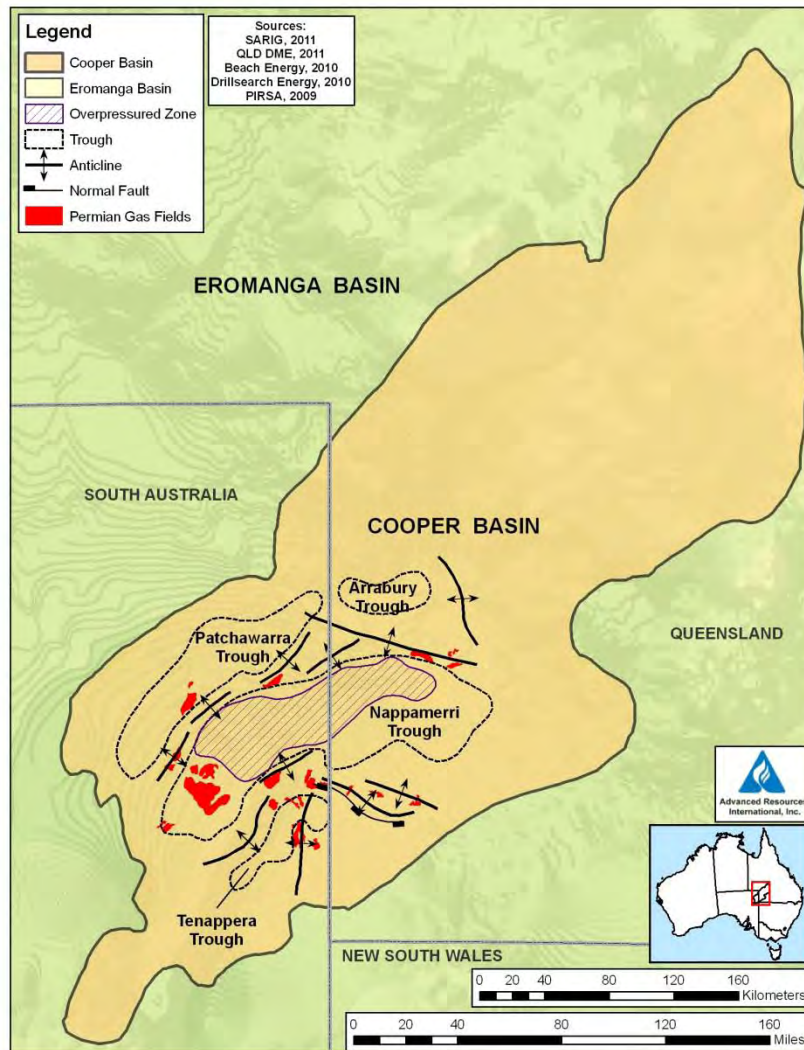 Legend
Cooper Basin
Eromanga Basin
Overpressured Zone
Trough
Anticline
Normal Fault
Permian Gas Fields
Sources:
SARIG, 2011
QLD DME, 2011
Beach Energy, 2010
Drillsearch Energy, 2010
PIRSA, 2009
EROMANGA BASIN
SOUTH AUSTRALIA
COOPER BASIN
Arrabury
Trough
QUEENSLAND
Patchawarra
Trough
Nappamerri
Trough
Tenappera
Trough
NEW SOUTH WALES
Advanced Resources
International, Inc.
0 20 40 80 120 160
Kilometers
0 20 40 80 120 160
Miles